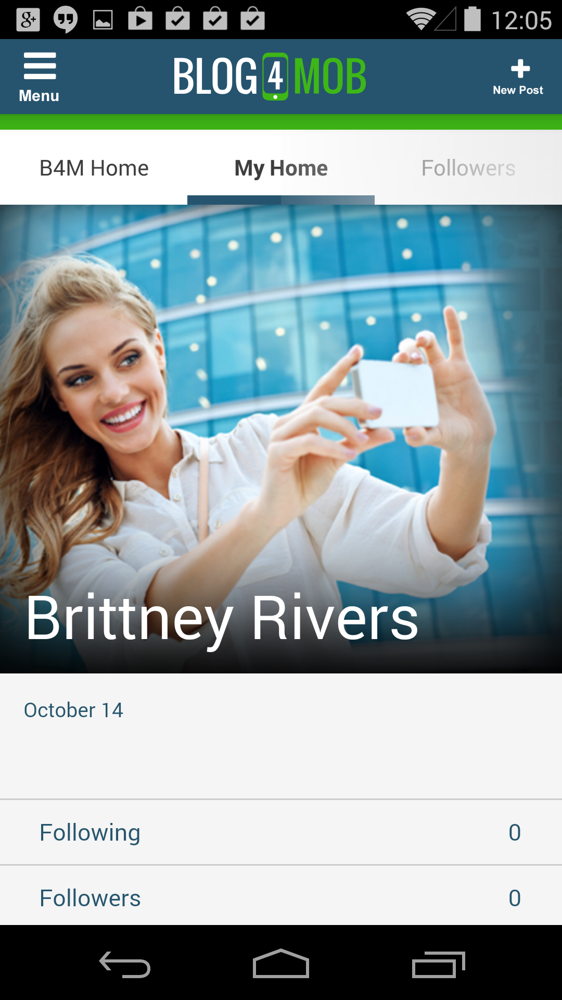 g+
12:05
Menu
BLOG4MOB
New Post
B4M Home
My Home
Followers
Brittney Rivers
October 14
Following 0
Followers 0